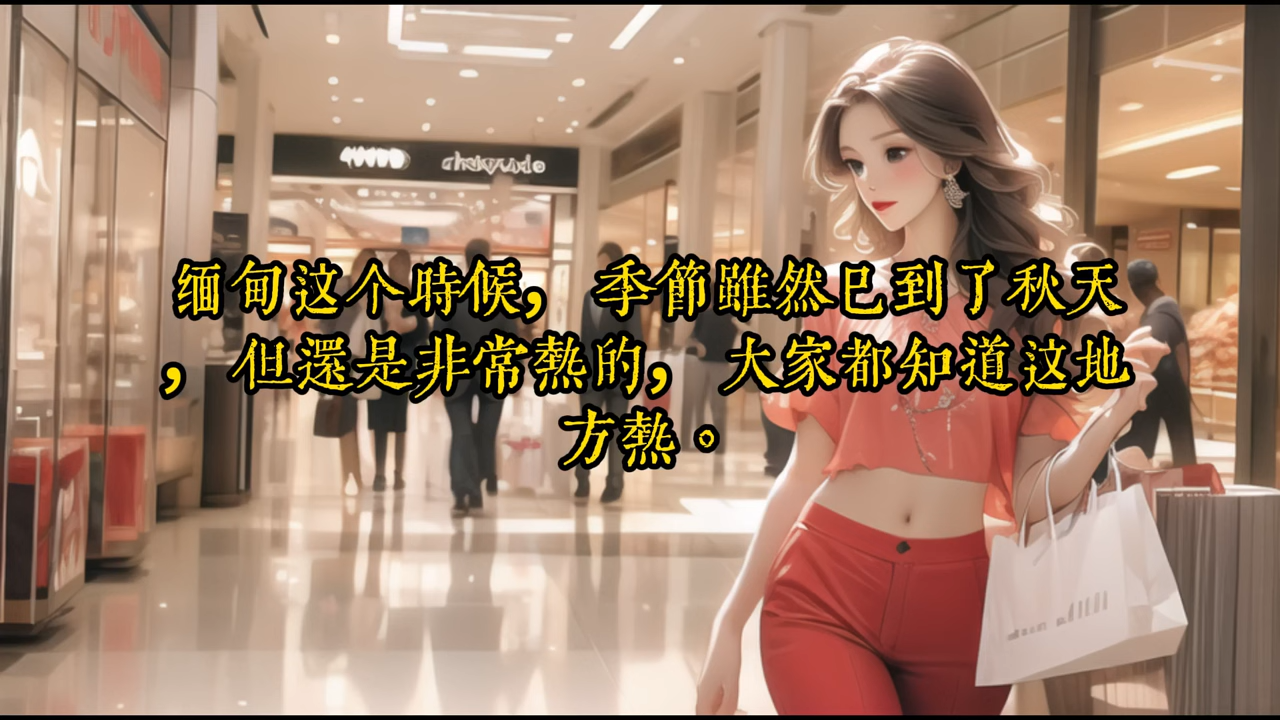 缅甸这个時候， 季節雖然已到了秋天
， 但還是非常熱的， 大家都知道这地
方熱。